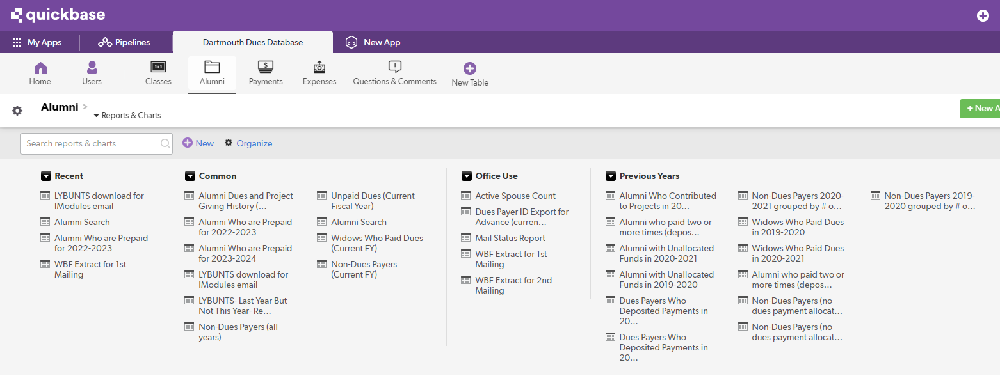 quickbase
My Apps
Pipelines
Dartmouth Dues Database
New App
Home
Users
Classes
Alumni
Payments
Expenses
Questions & Comments
New Table
Alumni
Reports & Charts
+ New A
Search reports & charts
New
Organize
Recent
LYBUNTS download for
IModules email
Alumni Search
Alumni Who are Prepaid
for 2022-2023
WBF Extract for 1st
Mailing
Common
Alumni Dues and Project
Giving History (...
Alumni Who are Prepaid
for 2022-2023
Alumni Who are Prepaid
for 2023-2024
LYBUNTS download for
IModules email
LYBUNTS- Last Year But
Not This Year- Re...
Non-Dues Payers (all
years)
Unpaid Dues (Current
Fiscal Year)
Alumni Search
Widows Who Paid Dues
(Current FY)
Non-Dues Payers
(Current FY)
Office Use
Active Spouse Count
Dues Payer ID Export for
Advance (curren...
Mail Status Report
WBF Extract for 1st
Mailing
WBF Extract for 2nd
Mailing
Previous Years
Alumni Who Contributed
to Projects in 20...
Alumni who paid two or
more times (depos...
Alumni with Unallocated
Funds in 2020-2021
Alumni with Unallocated
Funds in 2019-2020
Dues Payers Who
Deposited Payments in
20...
Dues Payers Who
Deposited Payments in
20...
Non-Dues Payers 2020-
2021 grouped by # o...
Widows Who Paid Dues
in 2019-2020
Widows Who Paid Dues
in 2020-2021
Alumni who paid two or
more times (depos...
Non-Dues Payers (no
dues payment allocat...
Non-Dues Payers (no
dues payment allocat...
Non-Dues Payers 2019-
2020 grouped by # o...